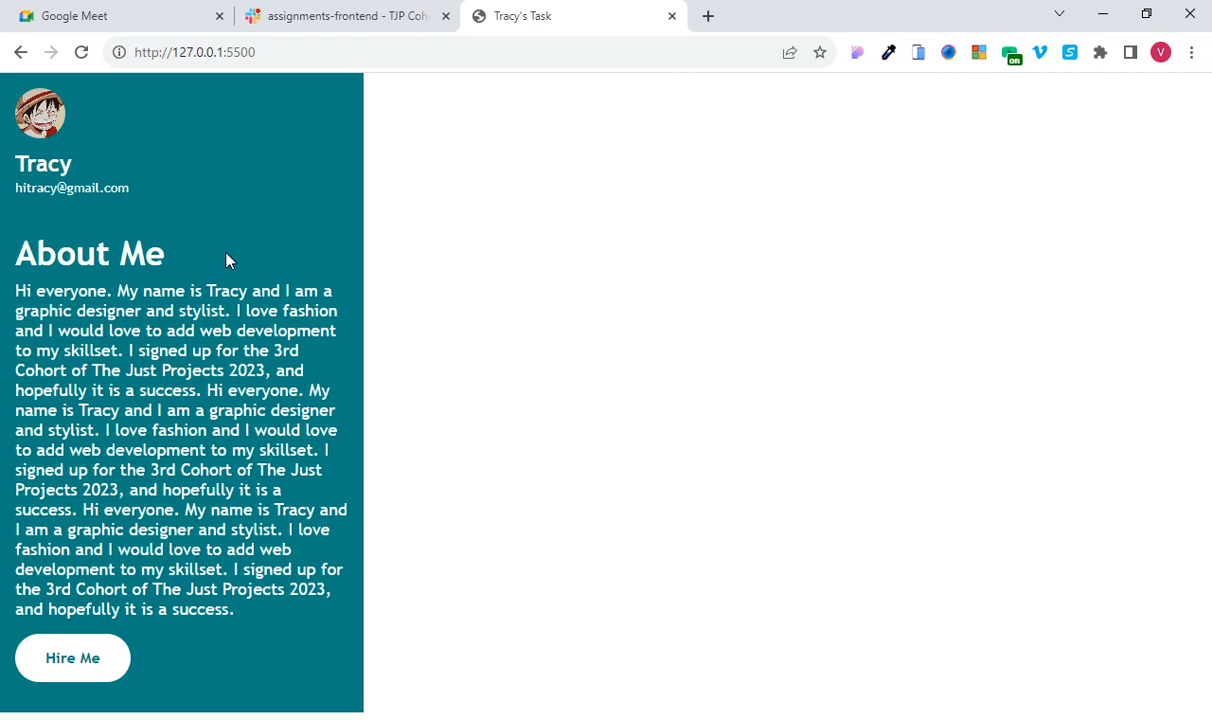 Google Meet
assignments-frontend - TJP Coh
Tracy's Task
http://127.0.0.1:5500
on
S
V
Tracy
hitracy@gmail.com
About Me
Hi everyone. My name is Tracy and I am a
graphic designer and stylist. I love fashion
and I would love to add web development
to my skillset. I signed up for the 3rd
Cohort of The Just Projects 2023, and
hopefully it is a success. Hi everyone. My
name is Tracy and I am a graphic designer
and stylist. I love fashion and I would love
to add web development to my skillset. I
signed up for the 3rd Cohort of The Just
Projects 2023, and hopefully it is a
success. Hi everyone. My name is Tracy and
I am a graphic designer and stylist. I love
fashion and I would love to add web
development to my skillset. I signed up for
the 3rd Cohort of The Just Projects 2023,
and hopefully it is a success.
Hire Me